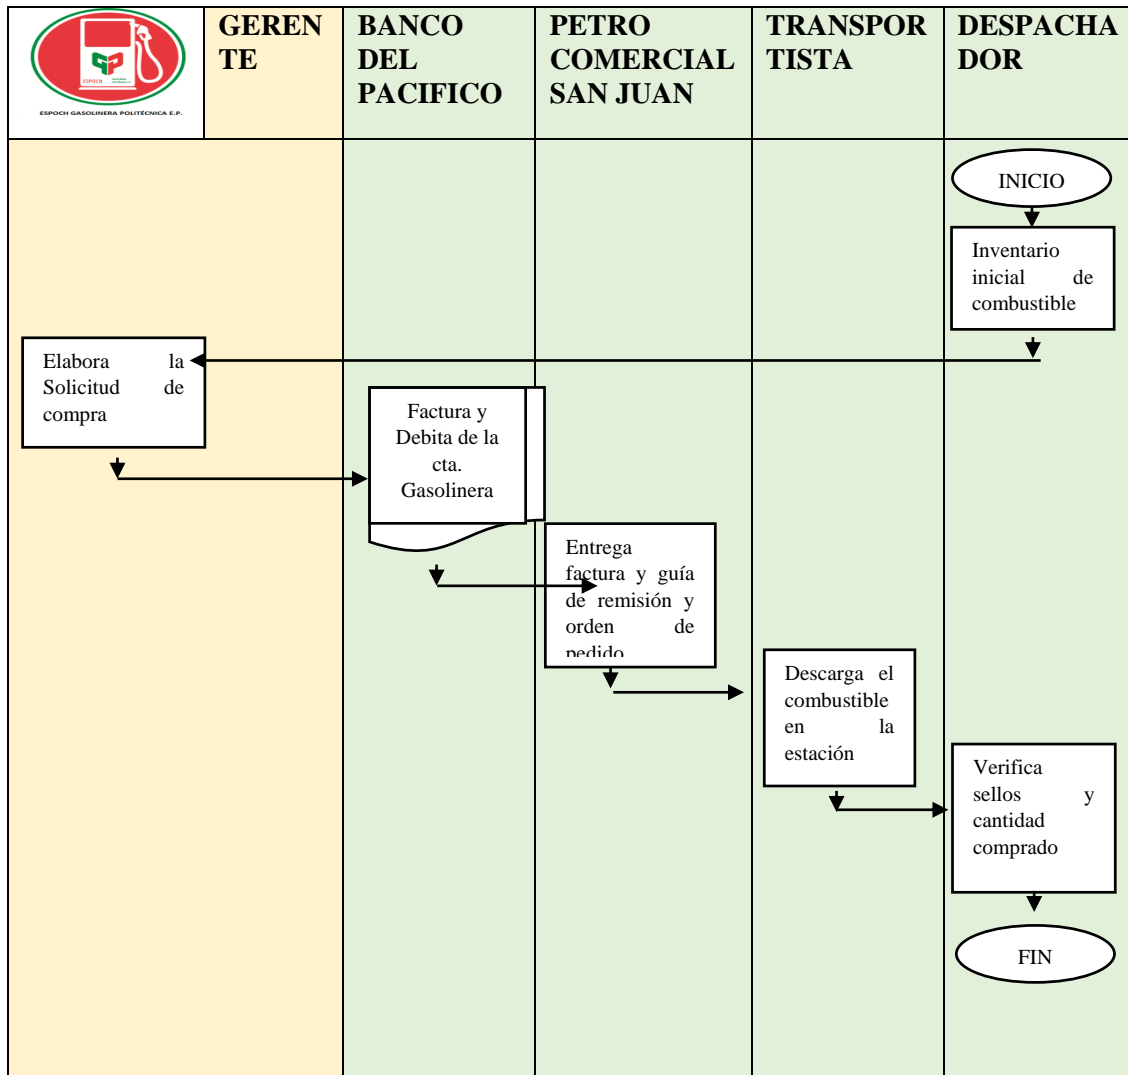 ESPOCH
ESPOCH GASOLINERA POLITÉCNICA E.P.
GEREN
TE
BANCO
DEL
PACIFICO
PETRO
COMERCIAL
SAN JUAN
TRANSPOR
TISTA
DESPACHA
DOR
INICIO
Inventario
inicial de
combustible
Elabora la
Solicitud de
compra
Factura y
Debita de la
cta.
Gasolinera
Entrega
factura y guía
de remisión y
orden de
pedido
Descarga el
combustible
en la
estación
Verifica
sellos y
cantidad
comprado
FIN